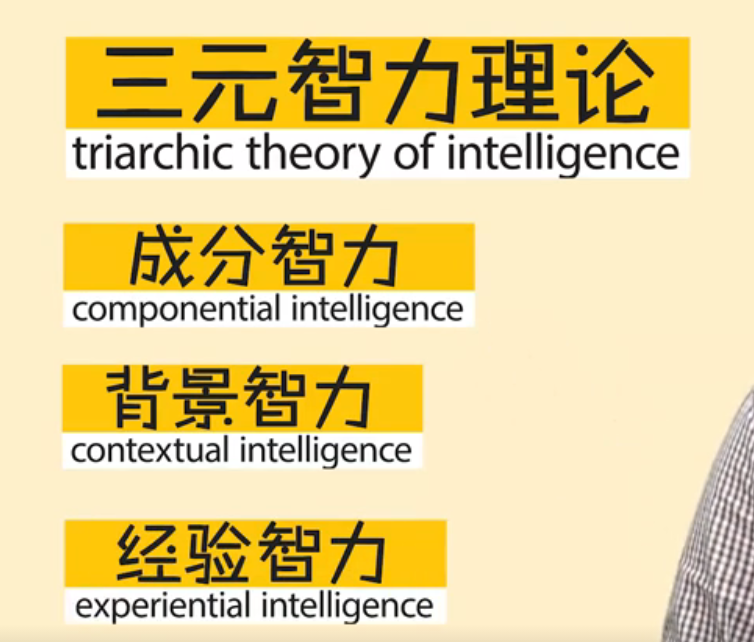 三元智力理论
triarchic theory of intelligence
成分智力
componential intelligence
背景智力
contextual intelligence
经验智力
experiential intelligence